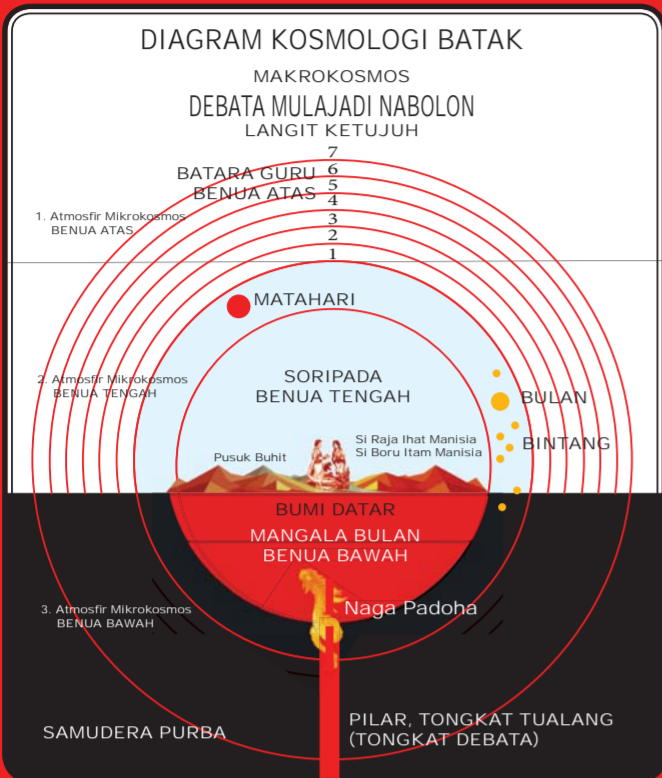 DIAGRAM KOSMOLOGI BATAK
MAKROKOSMOS
DEBATA MULAJADI NABOLON
LANGIT KETUJUH
7
6
5
4
3
2
1
BATARA GURU
BENUA ATAS
1. Atmosfir Mikrokosmos
BENUA ATAS
MATAHARI
2. Atmosfir Mikrokosmos
BENUA TENGAH
SORIPADA
BENUA TENGAH
BULAN
BINTANG
Pusuk Buhit
Si Raja Ihat Manisia
Si Boru Itam Manisia
BUMI DATAR
MANGALA BULAN
BENUA BAWAH
Naga Padoha
3. Atmosfir Mikrokosmos
BENUA BAWAH
SAMUDERA PURBA
PILAR, TONGKAT TUALANG
(TONGKAT DEBATA)